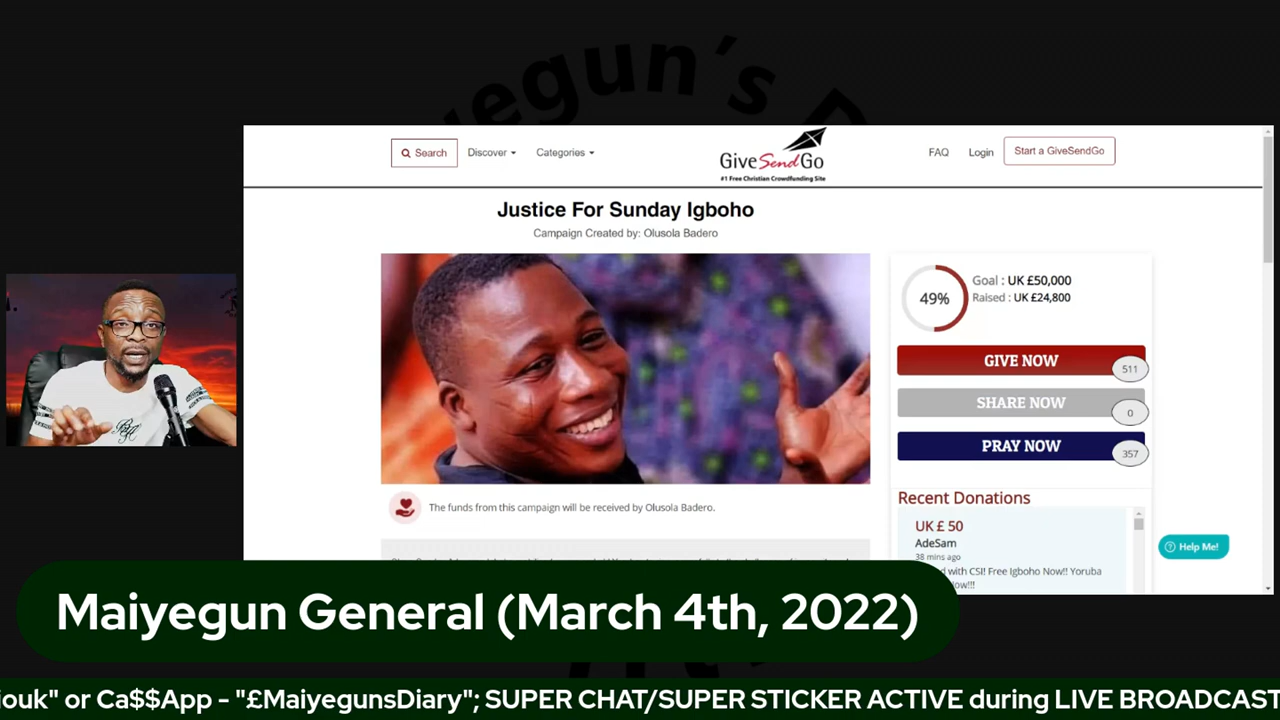 yegun's D
Search
Discover
Categories
GiveSendGo
#1 Free Christian Crowdfunding Site
FAQ
Login
Start a GiveSendGo
Justice For Sunday Igboho
Campaign Created by: Olusola Badero
49%
Goal : UK £50,000
Raised : UK £24,800
GIVE NOW
511
SHARE NOW
0
PRAY NOW
357
The funds from this campaign will be received by Olusola Badero.
Recent Donations
UK £ 50
AdeSam
38 mins ago
d with CSI! Free Igboho Now!! Yoruba
ow!!!
Help Me!
Maiyegun General (March 4th, 2022)
iouk" or Ca$$App - "£MaiyegunsDiary"; SUPER CHAT/SUPER STICKER ACTIVE during LIVE BROADCAST